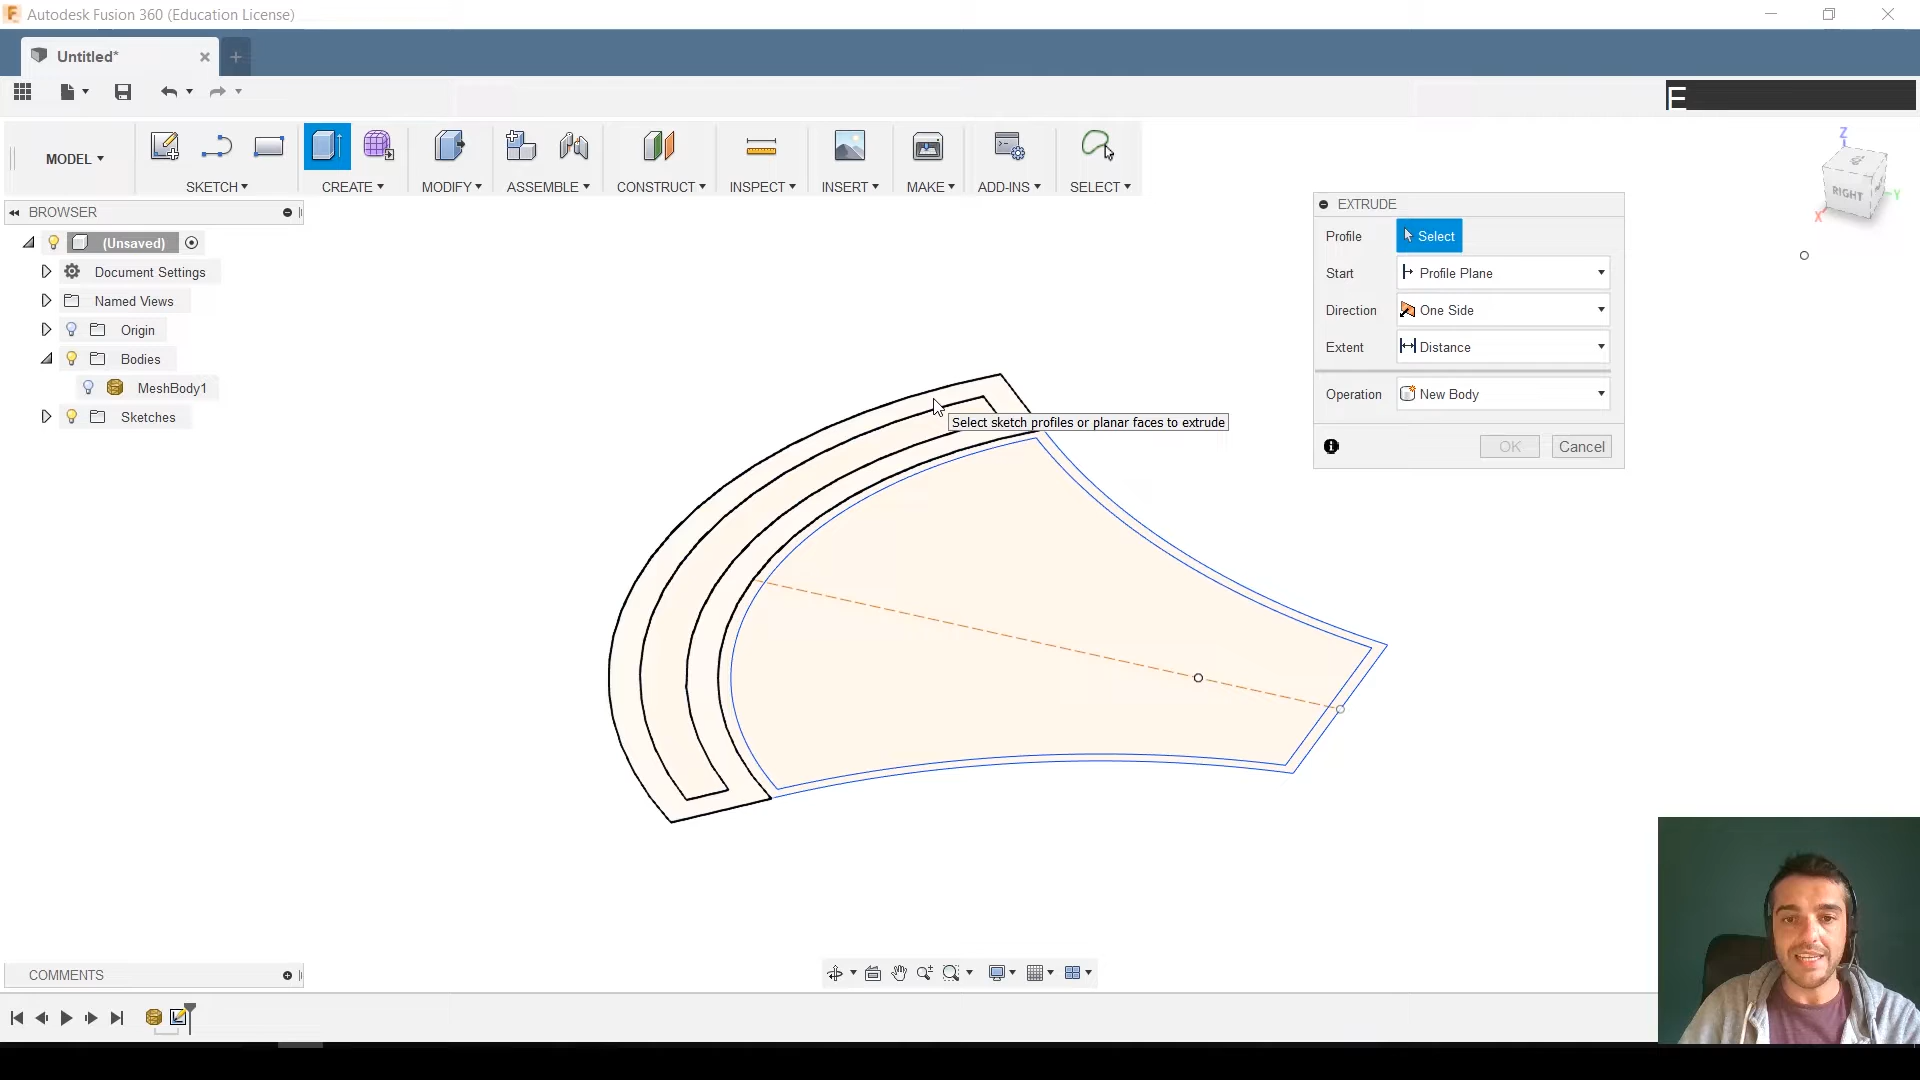 Autodesk Fusion 360 (Education License)
Untitled*
E
MODEL
SKETCH
CREATE
MODIFY
ASSEMBLE
CONSTRUCT
INSPECT
INSERT
MAKE
ADD-INS
SELECT
Z
RIGHT
Y
X
BROWSER
(Unsaved)
Document Settings
Named Views
Origin
Bodies
MeshBody1
Sketches
EXTRUDE
Profile Select
Start Profile Plane
Direction One Side
Extent Distance
Operation New Body
OK Cancel
Select sketch profiles or planar faces to extrude
COMMENTS